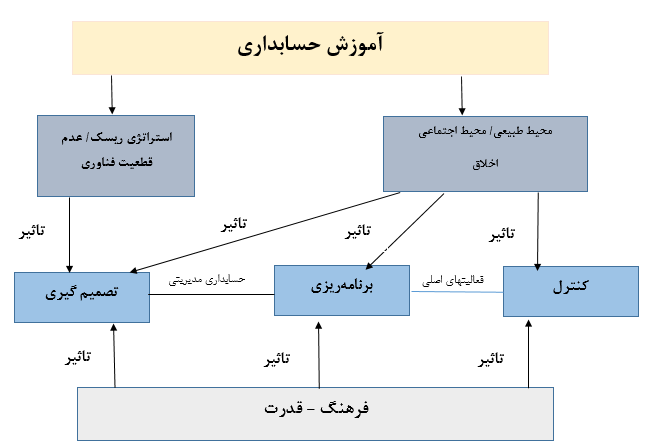 آموزش حسابداری
محیط طبیعی/ محیط اجتماعی
اخلاق
استراتژی ریسک/ عدم
قطعیت فناوری
تاثیر
تاثیر
تاثیر
تاثیر
کنترل
فعالیتهای اصلی
برنامه‌ریزی
حسابداری مدیریتی
تصمیم گیری
تاثیر
تاثیر
تاثیر
فرهنگ – قدرت